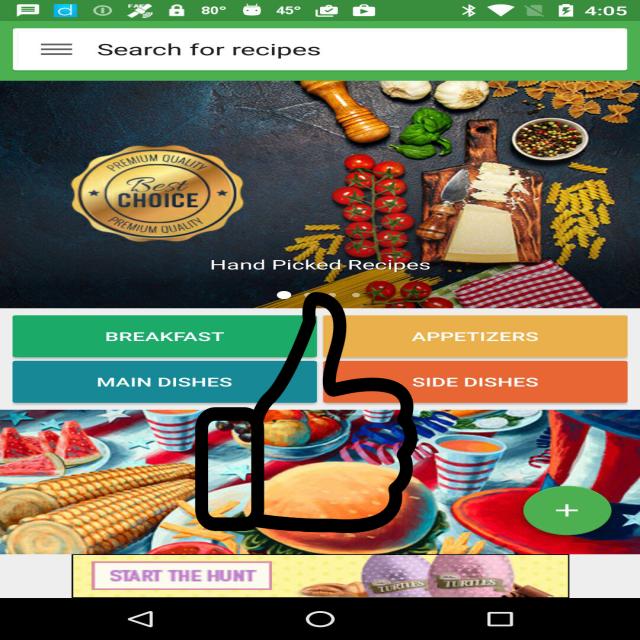 80° 45° 4:05
Search for recipes
PREMIUM QUALITY
Best
CHOICE
PREMIUM QUALITY
Hand Picked Recipes
BREAKFAST
APPETIZERS
MAIN DISHES
SIDE DISHES
START THE HUNT
TURTLES TURTLES